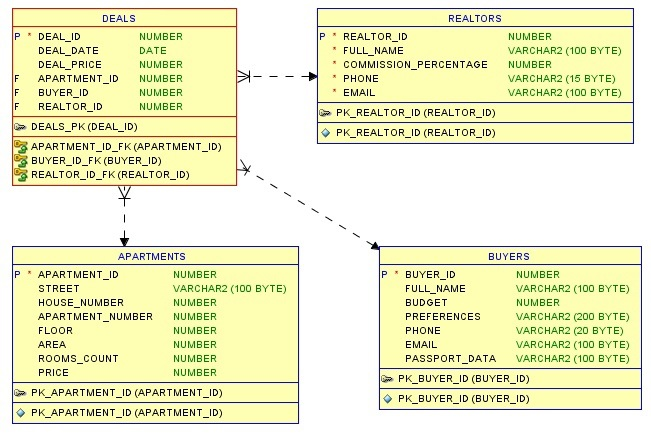 DEALS
P * DEAL_ID NUMBER
DEAL_DATE DATE
DEAL_PRICE NUMBER
F APARTMENT_ID NUMBER
F BUYER_ID NUMBER
F REALTOR_ID NUMBER
DEALS_PK (DEAL_ID)
APARTMENT_ID_FK (APARTMENT_ID)
BUYER_ID_FK (BUYER_ID)
REALTOR_ID_FK (REALTOR_ID)
REALTORS
P * REALTOR_ID NUMBER
* FULL_NAME VARCHAR2 (100 BYTE)
* COMMISSION_PERCENTAGE NUMBER
* PHONE VARCHAR2 (15 BYTE)
* EMAIL VARCHAR2 (100 BYTE)
PK_REALTOR_ID (REALTOR_ID)
PK_REALTOR_ID (REALTOR_ID)
APARTMENTS
P * APARTMENT_ID NUMBER
STREET VARCHAR2 (100 BYTE)
HOUSE_NUMBER NUMBER
APARTMENT_NUMBER NUMBER
FLOOR NUMBER
AREA NUMBER
ROOMS_COUNT NUMBER
PRICE NUMBER
PK_APARTMENT_ID (APARTMENT_ID)
PK_APARTMENT_ID (APARTMENT_ID)
BUYERS
P * BUYER_ID NUMBER
FULL_NAME VARCHAR2 (100 BYTE)
BUDGET NUMBER
PREFERENCES VARCHAR2 (200 BYTE)
PHONE VARCHAR2 (20 BYTE)
EMAIL VARCHAR2 (100 BYTE)
PASSPORT_DATA VARCHAR2 (100 BYTE)
PK_BUYER_ID (BUYER_ID)
PK_BUYER_ID (BUYER_ID)